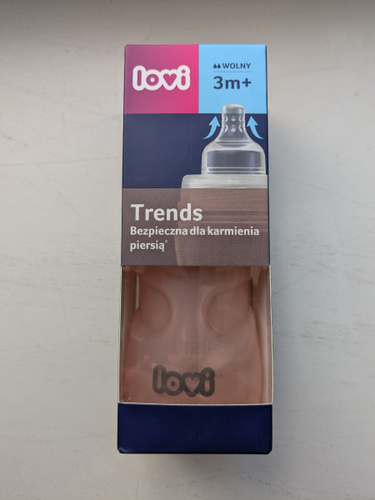 lovi
WOLNY
3m+
Trends
Bezpieczna dla karmienia
piersią*
lovi